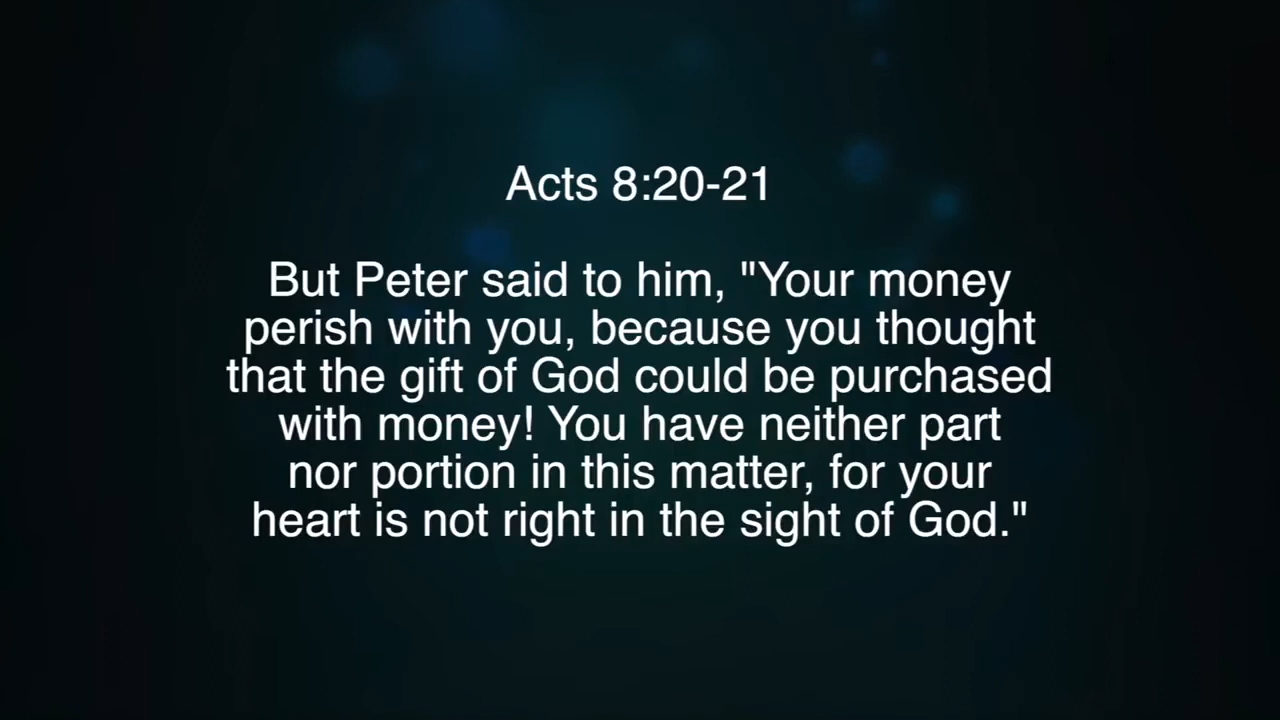 Acts 8:20-21
But Peter said to him, "Your money
perish with you, because you thought
that the gift of God could be purchased
with money! You have neither part
nor portion in this matter, for your
heart is not right in the sight of God."